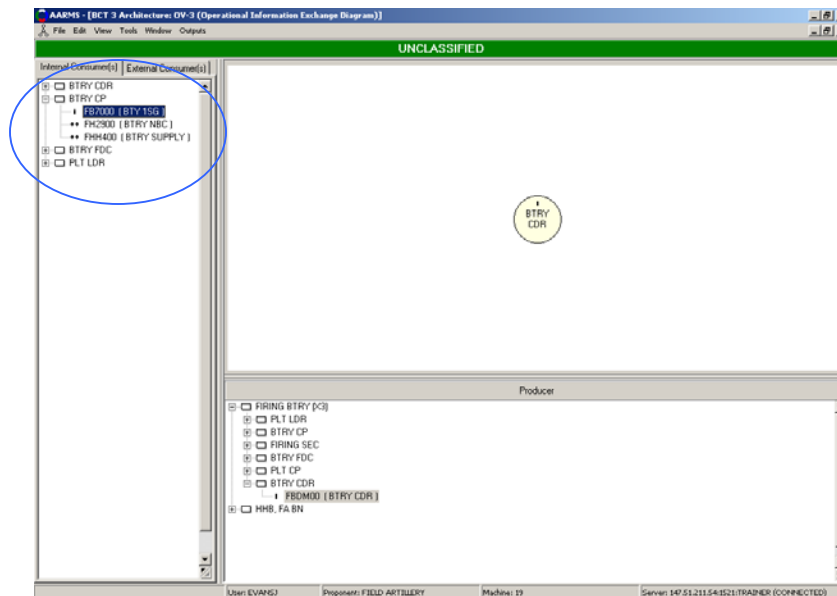 AARMS - [BCT 3 Architecture: OV-3 (Operational Information Exchange Diagram)]
File Edit View Tools Window Outputs
UNCLASSIFIED
Internal Consumer(s) External Consumer(s)
BTRY CDR
BTRY CP
FB7000 ( BTY 1SG )
FH2900 ( BTRY NBC )
FHH400 ( BTRY SUPPLY )
BTRY FDC
PLT LDR
BTRY
CDR
Producer
FIRING BTRY (X3)
PLT LDR
BTRY CP
FIRING SEC
BTRY FDC
PLT CP
BTRY CDR
FBDM00 ( BTRY CDR )
HHB, FA BN
User: EVANSJ Proponent: FIELD ARTILLERY Machine: 19 Server: 147.51.211.54:1521:TRAINER (CONNECTED)